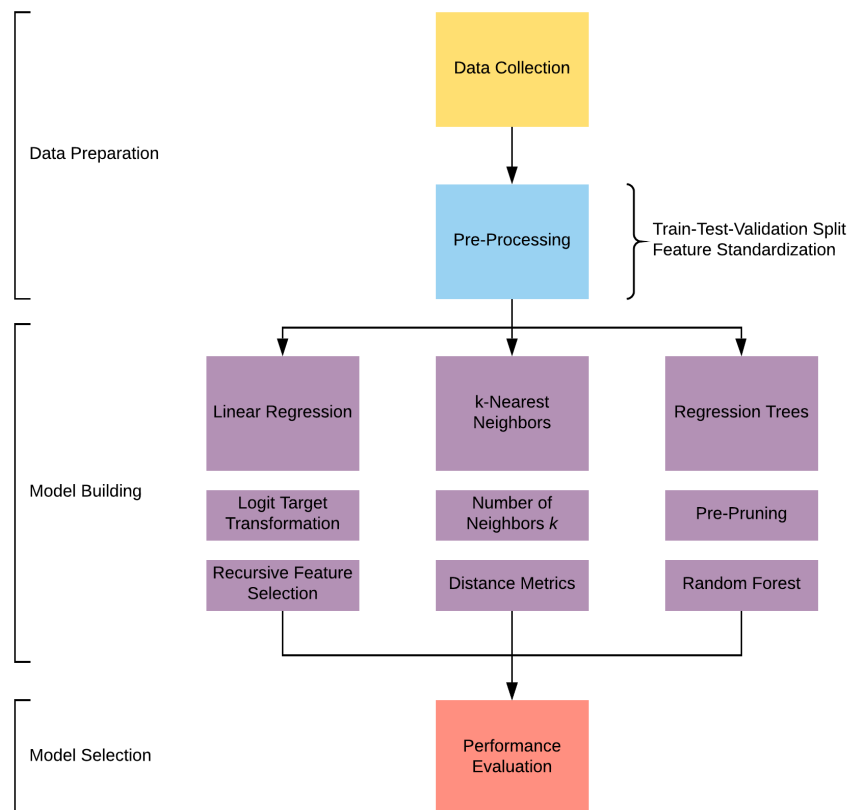 Data Collection
Data Preparation
Pre-Processing
Train-Test-Validation Split
Feature Standardization
Linear Regression
k-Nearest
Neighbors
Regression Trees
Model Building
Logit Target
Transformation
Number of
Neighbors k
Pre-Pruning
Recursive Feature
Selection
Distance Metrics
Random Forest
Model Selection
Performance
Evaluation